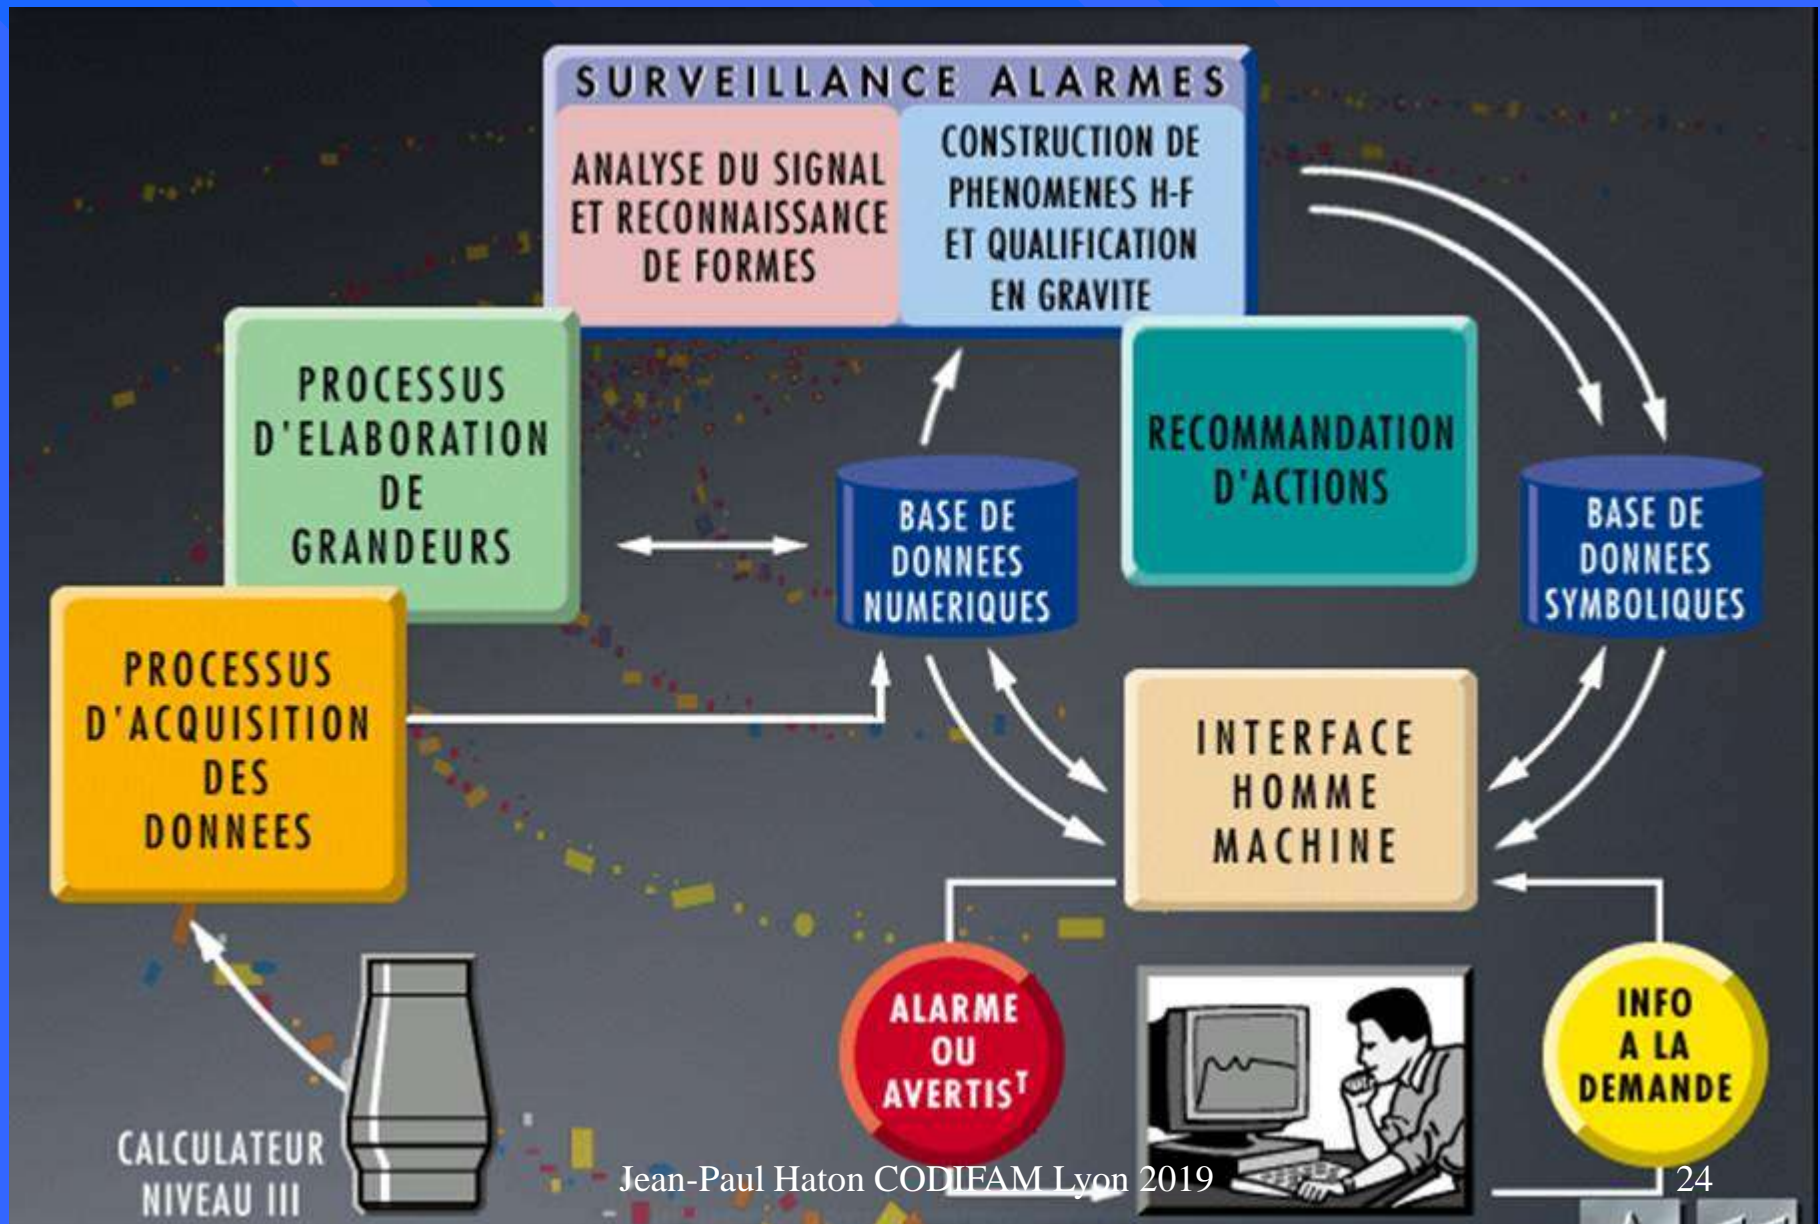 SURVEILLANCE ALARMES
ANALYSE DU SIGNAL
ET RECONNAISSANCE
DE FORMES
CONSTRUCTION DE
PHENOMENES H-F
ET QUALIFICATION
EN GRAVITE
PROCESSUS
D'ELABORATION
DE
GRANDEURS
RECOMMANDATION
D'ACTIONS
BASE DE
DONNEES
NUMERIQUES
BASE DE
DONNEES
SYMBOLIQUES
PROCESSUS
D'ACQUISITION
DES
DONNEES
INTERFACE
HOMME
MACHINE
ALARME
OU
AVERTISᵀ
INFO
A LA
DEMANDE
CALCULATEUR
NIVEAU III
Jean-Paul Haton CODIFAM Lyon 2019
24